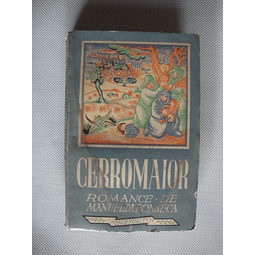 CERROMAIOR
ROMANCE · DE
MANUEL DA FONSECA